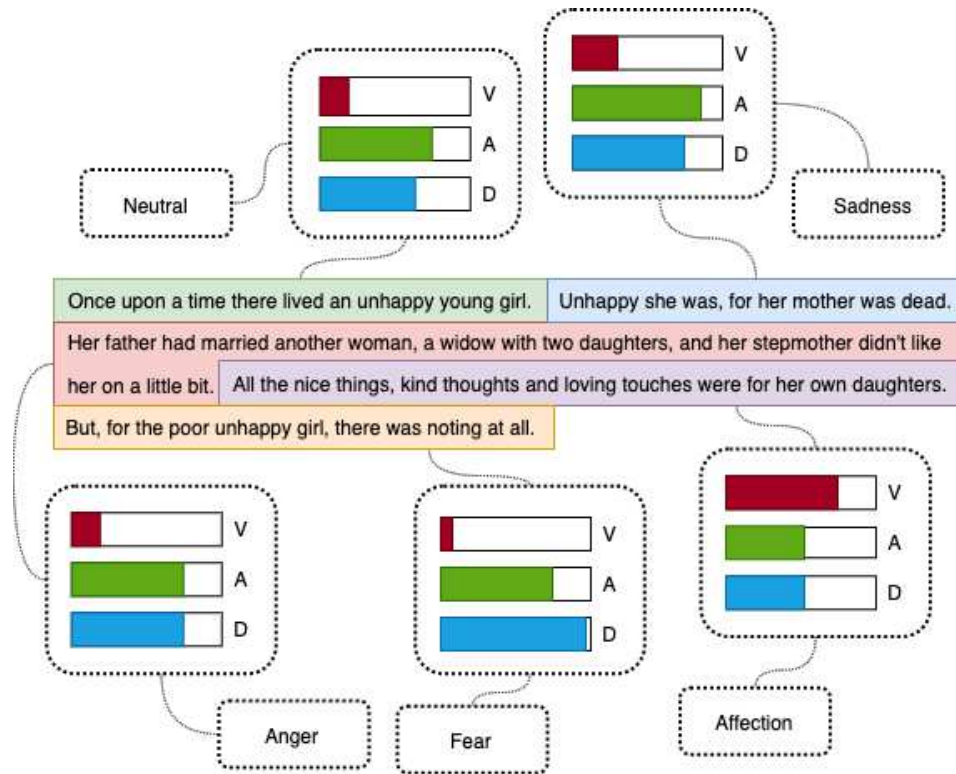 V
A
D
V
A
D
Neutral
Sadness
Once upon a time there lived an unhappy young girl.
Unhappy she was, for her mother was dead.
Her father had married another woman, a widow with two daughters, and her stepmother didn't like
her on a little bit.
All the nice things, kind thoughts and loving touches were for her own daughters.
But, for the poor unhappy girl, there was noting at all.
V
A
D
V
A
D
V
A
D
Anger
Fear
Affection